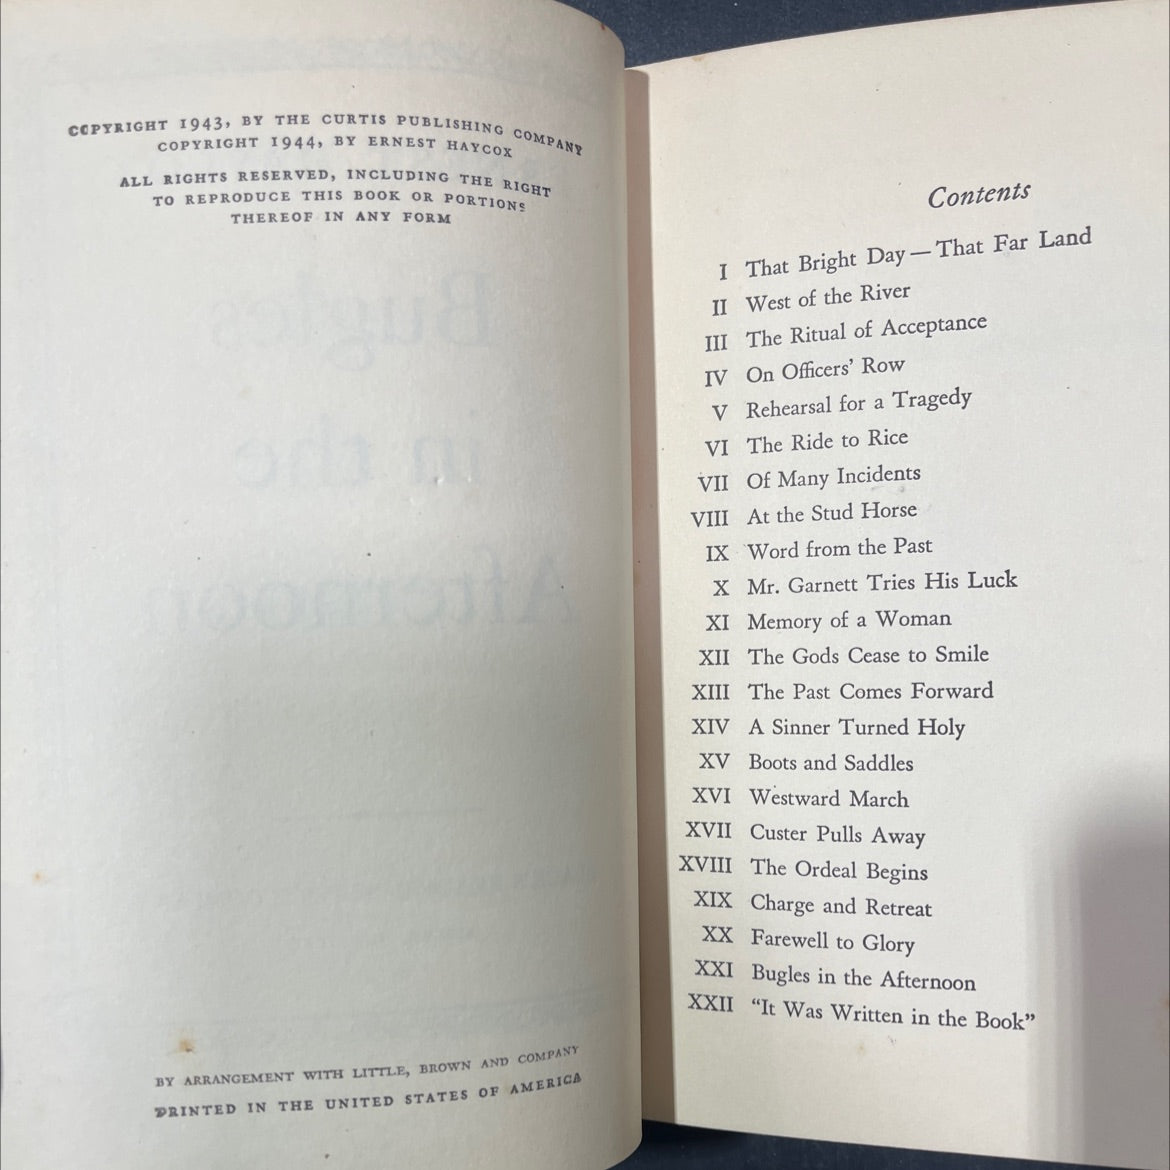 COPYRIGHT 1943, BY THE CURTIS PUBLISHING COMPANY
COPYRIGHT 1944, BY ERNEST HAYCOX
ALL RIGHTS RESERVED, INCLUDING THE RIGHT
TO REPRODUCE THIS BOOK OR PORTIONS
THEREOF IN ANY FORM
Bugles
in the
Afternoon
BY ARRANGEMENT WITH LITTLE, BROWN AND COMPANY
PRINTED IN THE UNITED STATES OF AMERICA
Contents
I That Bright Day — That Far Land
II West of the River
III The Ritual of Acceptance
IV On Officers' Row
V Rehearsal for a Tragedy
VI The Ride to Rice
VII Of Many Incidents
VIII At the Stud Horse
IX Word from the Past
X Mr. Garnett Tries His Luck
XI Memory of a Woman
XII The Gods Cease to Smile
XIII The Past Comes Forward
XIV A Sinner Turned Holy
XV Boots and Saddles
XVI Westward March
XVII Custer Pulls Away
XVIII The Ordeal Begins
XIX Charge and Retreat
XX Farewell to Glory
XXI Bugles in the Afternoon
XXII "It Was Written in the Book"